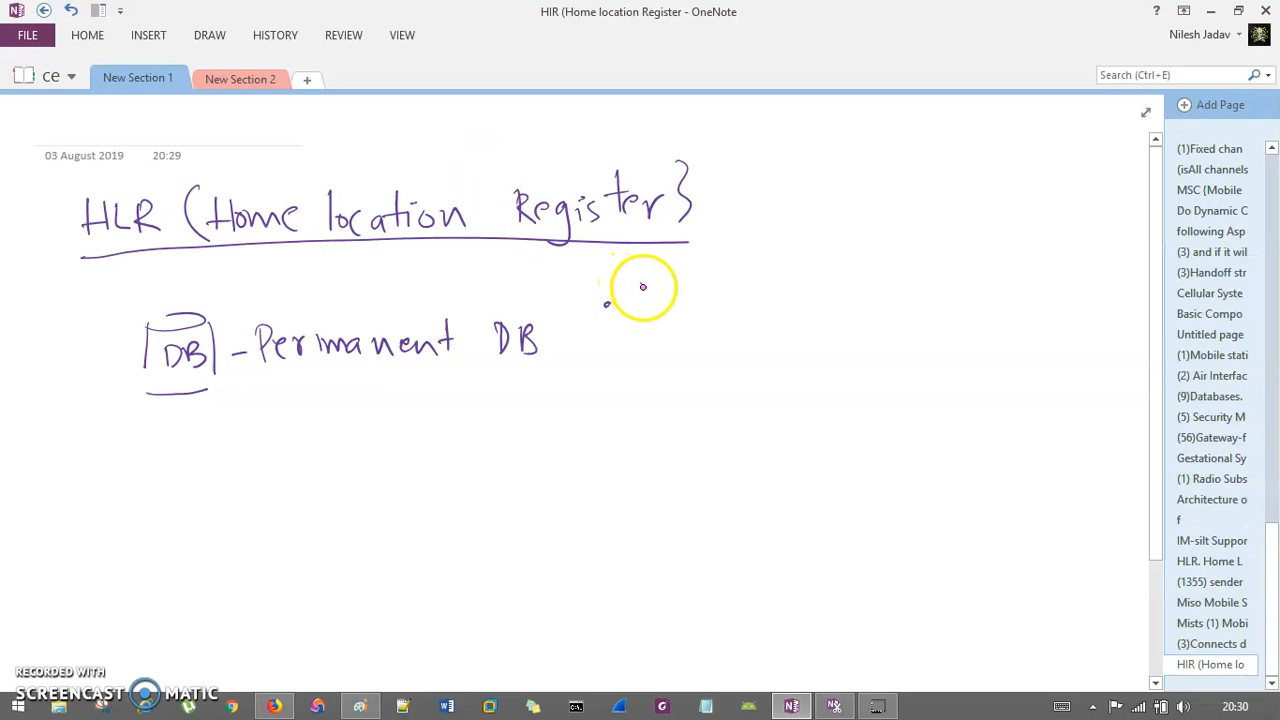 HIR (Home location Register - OneNote
FILE HOME INSERT DRAW HISTORY REVIEW VIEW
Nilesh Jadav
ce New Section 1 New Section 2 +
Search (Ctrl+E)
Add Page
03 August 2019 20:29
HLR (Home location Register}
DB - Permanent DB
(1)Fixed chan
(isAll channels
MSC {Mobile
Do Dynamic C
following Asp
(3) and if it wil
(3)Handoff str
Cellular Syste
Basic Compo
Untitled page
(1)Mobile stati
(2) Air Interfac
(9)Databases.
(5) Security M
(56)Gateway-f
Gestational Sy
(1) Radio Subs
Architecture o
f
IM-silt Suppor
HLR. Home L
(1355) sender
Miso Mobile S
Mists (1) Mobi
(3)Connects d
HIR (Home lo
RECORDED WITH
SCREENCAST MATIC
20:30